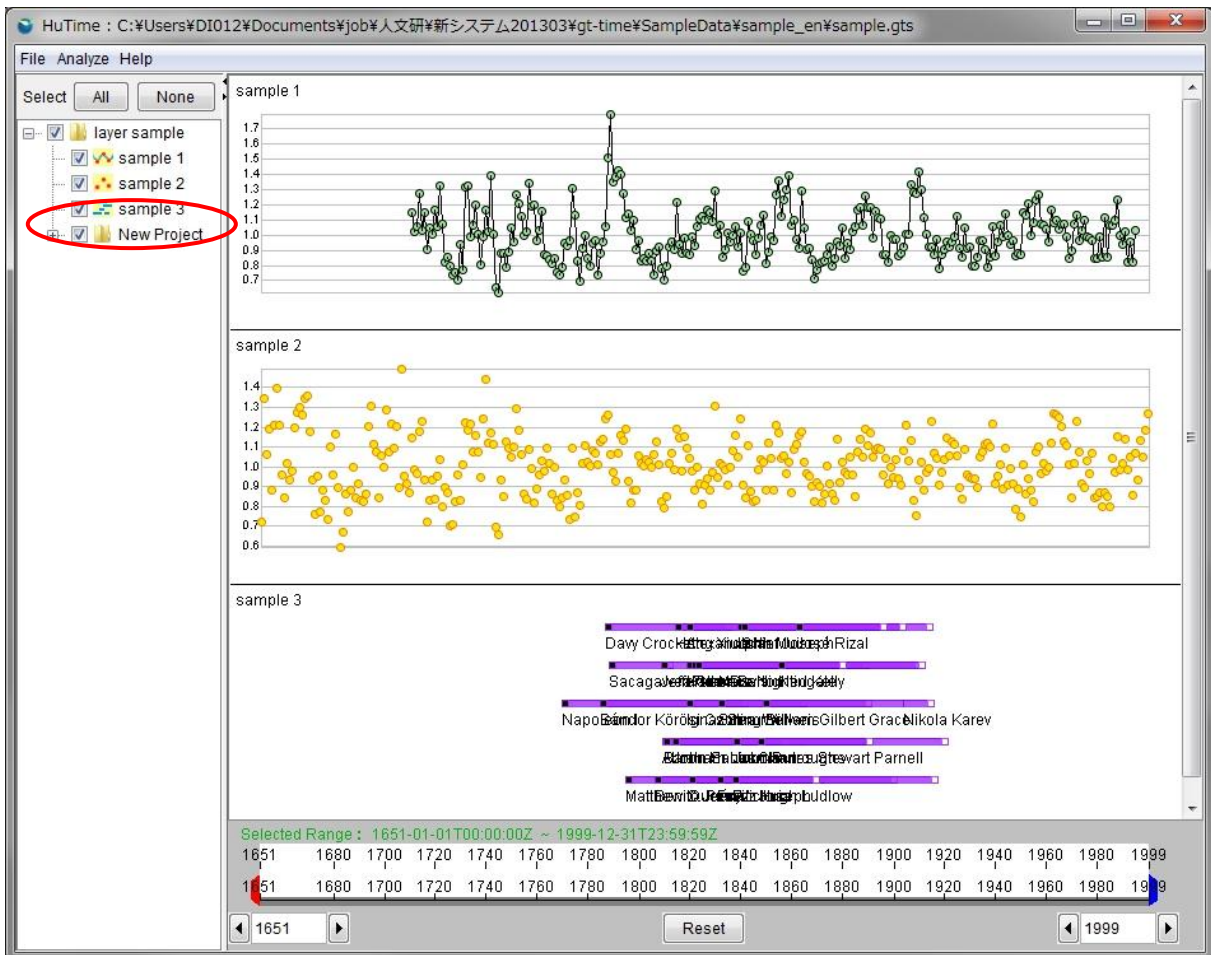 HuTime : C:¥Users¥DI012¥Documents¥job¥人文研¥新システム201303¥gt-time¥SampleData¥sample_en¥sample.gts
File Analyze Help
Select All None
layer sample
sample 1
sample 2
sample 3
New Project
sample 1
1.7
1.6
1.5
1.4
1.3
1.2
1.1
1.0
0.9
0.8
0.7
sample 2
1.4
1.3
1.2
1.1
1.0
0.9
0.8
0.7
0.6
sample 3
Davy Rizal
Gilbert Grace Nikola Karev
Stewart Parnell
Ludlow
Selected Range : 1651-01-01T00:00:00Z ~ 1999-12-31T23:59:59Z
1651 1680 1700 1720 1740 1760 1780 1800 1820 1840 1860 1880 1900 1920 1940 1960 1980 1999
1651 1680 1700 1720 1740 1760 1780 1800 1820 1840 1860 1880 1900 1920 1940 1960 1980 1999
1651 Reset 1999